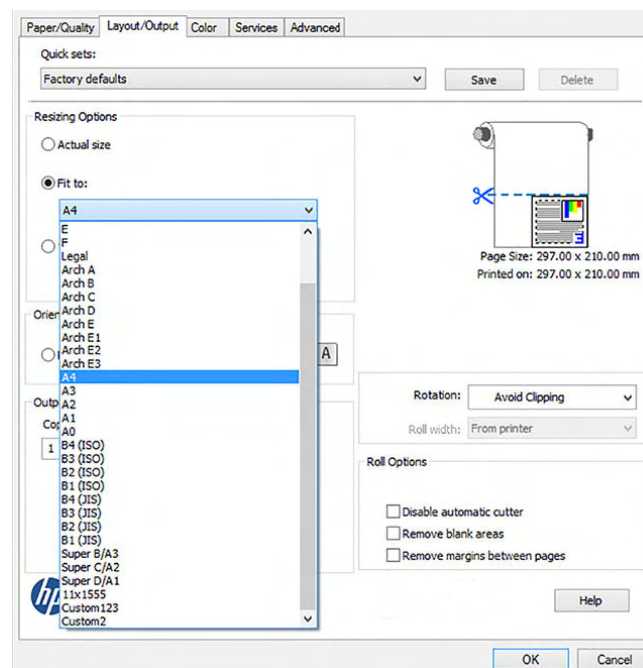 Paper/Quality Layout/Output Color Services Advanced
Quick sets:
Factory defaults
Save Delete
Resizing Options
Actual size
Fit to:
A4
E
F
Legal
Arch A
Arch B
Arch C
Arch D
Arch E
Arch E1
Arch E2
Arch E3
A4
A3
A2
A1
A0
B4 (ISO)
B3 (ISO)
B2 (ISO)
B1 (ISO)
B4 (JIS)
B3 (JIS)
B2 (JIS)
B1 (JIS)
Super B/A3
Super C/A2
Super D/A1
11x1555
Custom123
Custom2
Page Size: 297.00 x 210.00 mm
Printed on: 297.00 x 210.00 mm
Orien
A
Outp
Cop
1
Rotation: Avoid Clipping
Roll width: From printer
Roll Options
Disable automatic cutter
Remove blank areas
Remove margins between pages
hp
Help
OK Cancel